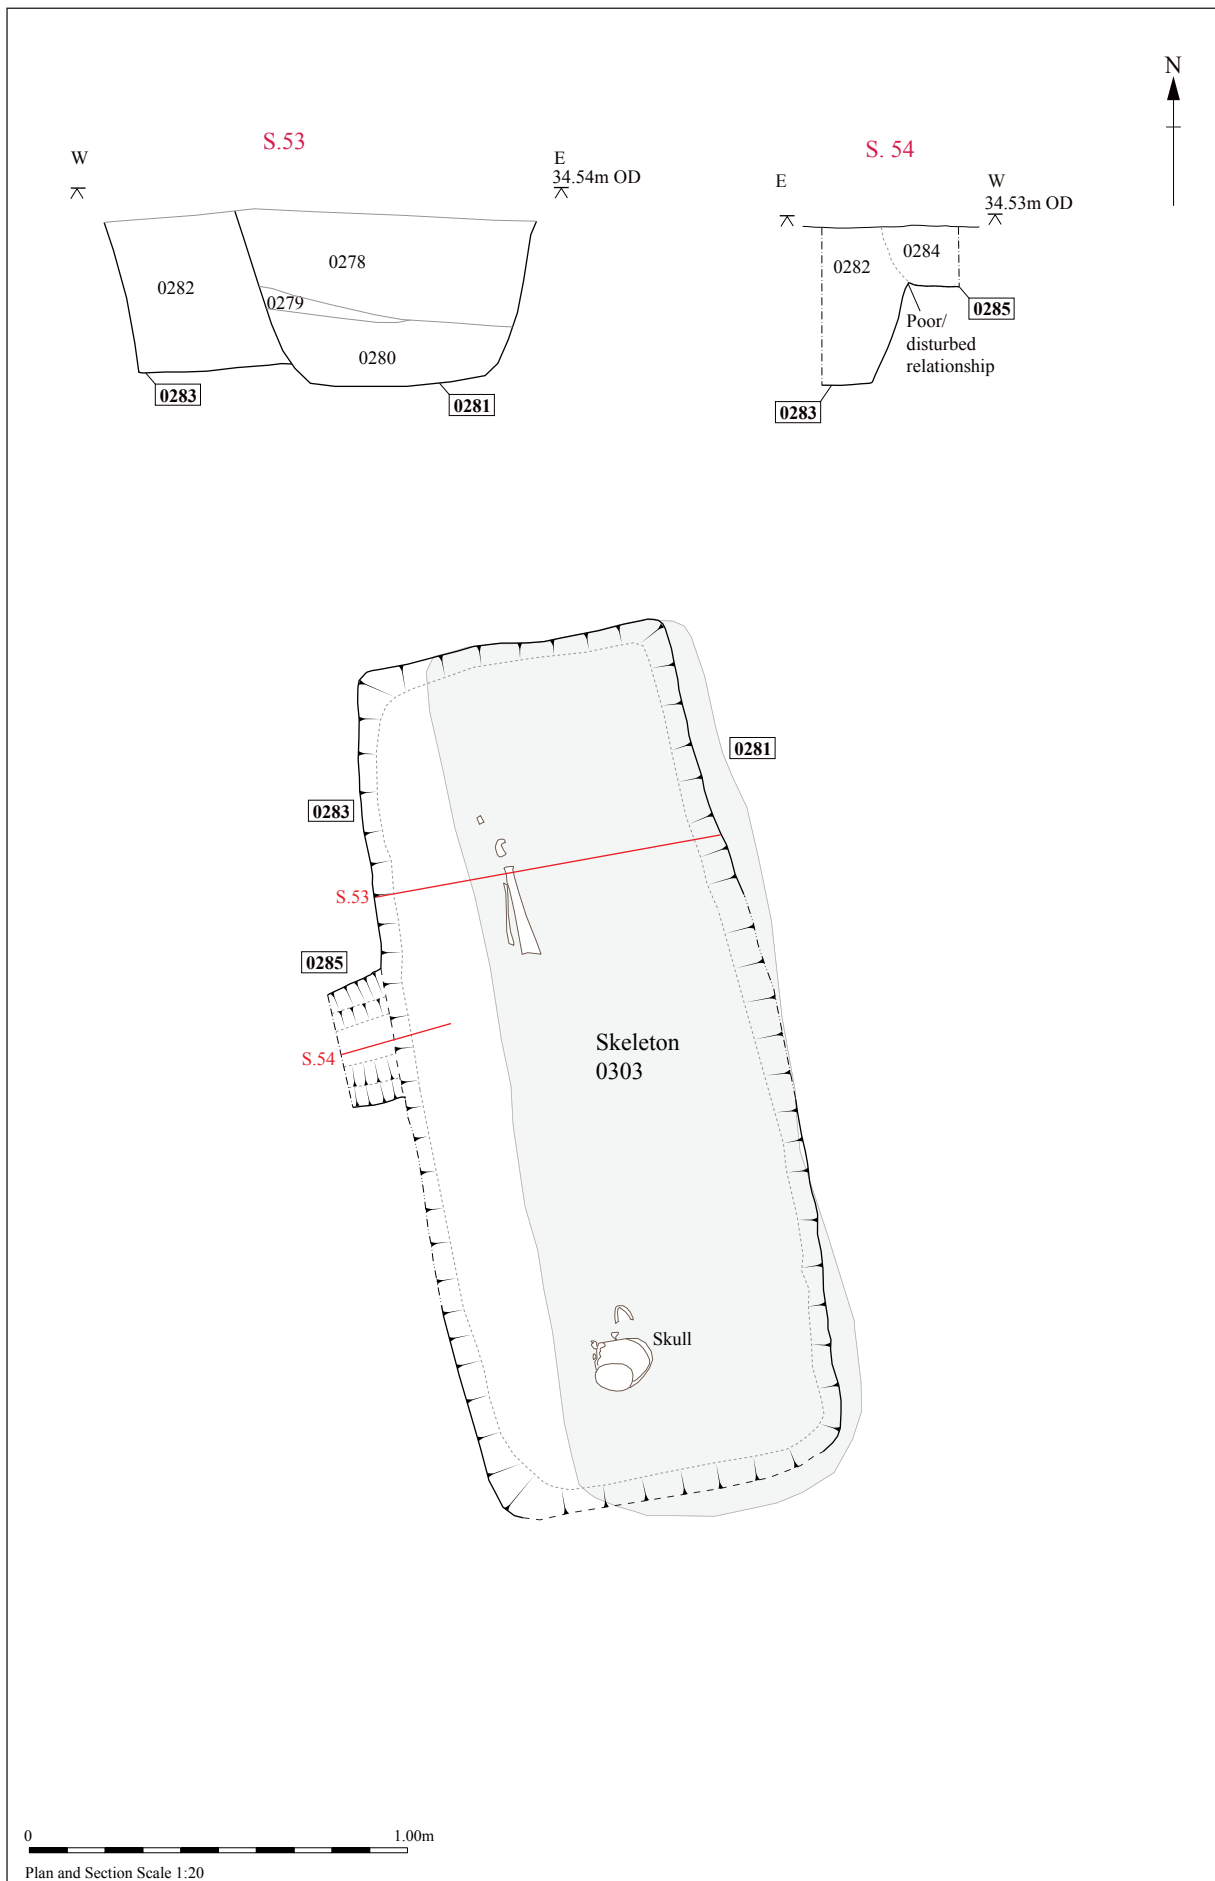 N
S.53
S. 54
W
E
34.54m OD
E
W
34.53m OD
0282
0278
0279
0280
0283
0281
0282
0284
0285
Poor/
disturbed
relationship
0283
0281
0283
S.53
0285
S.54
Skeleton
0303
Skull
0
1.00m
Plan and Section Scale 1:20